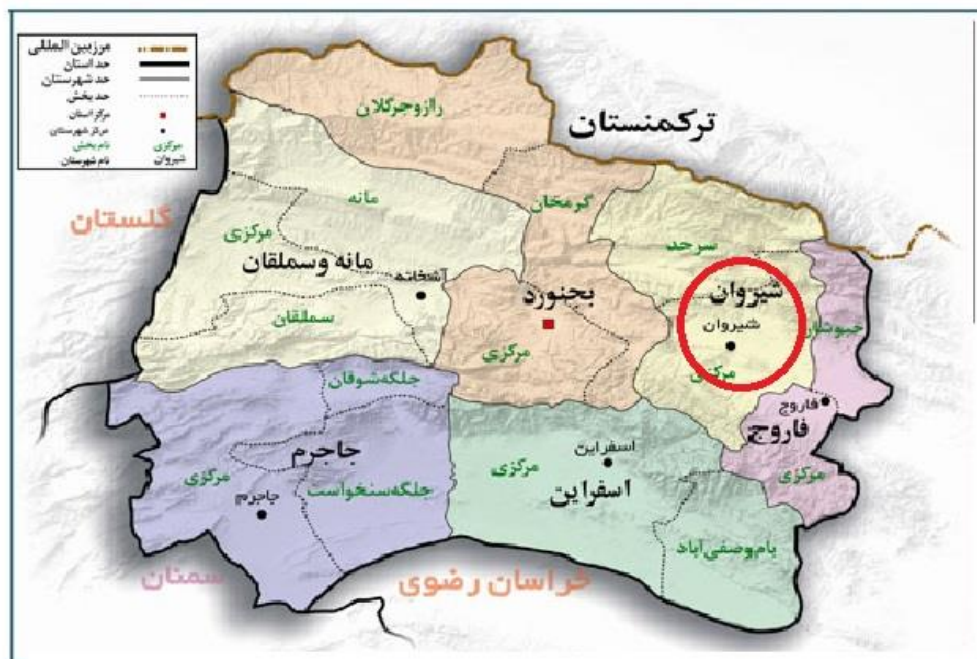 مرزبین المللی
حد استان
حد شهرستان
حد بخش
مرکز استان
مرکز شهرستان
نام بخش
مرکزی
نام شهرستان
شیروان
ترکمنستان
رازوجرگلان
گلستان
مانه
گرمخان
مرکزی
سرحد
مانه وسملقان
آشخانه
بجنورد
شیروان
شیروان
سملقان
مرکزی
مرکزی
جلگه شوقان
فاروج
فاروج
مرکزی
جاجرم
مرکزی
جلگه سنخواست
جاجرم
اسفراین
مرکزی
اسفراین
بام وصفی آباد
سمنان
خراسان رضوی